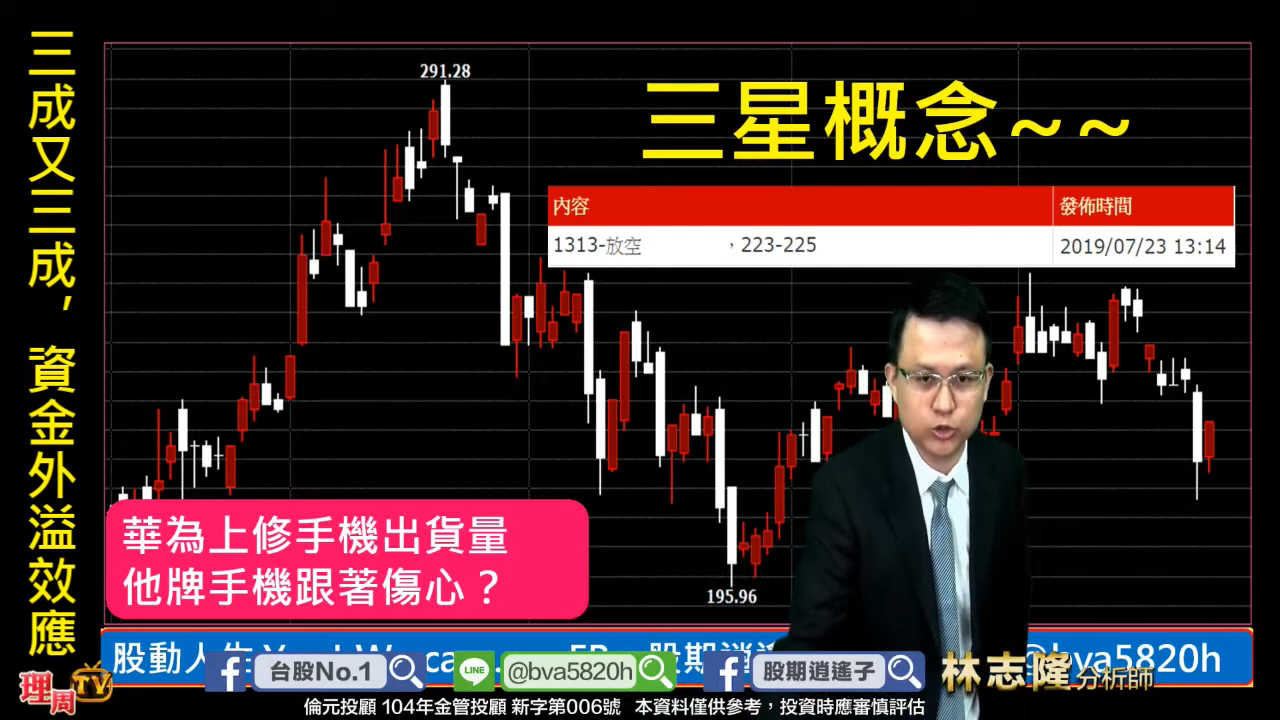 三成又三成，資金外溢效應
291.28
三星概念~~
內容 發佈時間
1313-放空 ，223-225 2019/07/23 13:14
華為上修手機出貨量
他牌手機跟著傷心？
195.96
股動人生 @bva5820h
台股No.1 LINE @bva5820h 股期逍遙子 林志隆 分析師
理周TV
倫元投顧 104年金管投顧 新字第006號 本資料僅供參考，投資時應審慎評估